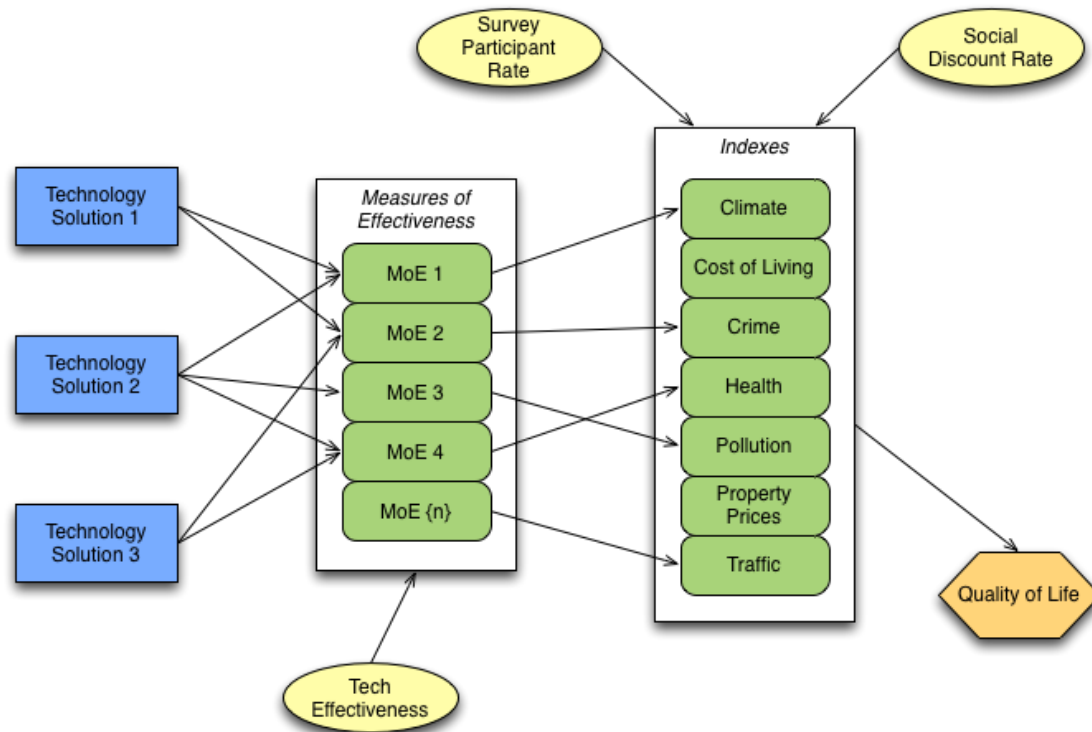 Survey
Participant
Rate
Social
Discount Rate
Technology
Solution 1
Technology
Solution 2
Technology
Solution 3
Measures of
Effectiveness
MoE 1
MoE 2
MoE 3
MoE 4
MoE {n}
Tech
Effectiveness
Indexes
Climate
Cost of Living
Crime
Health
Pollution
Property
Prices
Traffic
Quality of Life